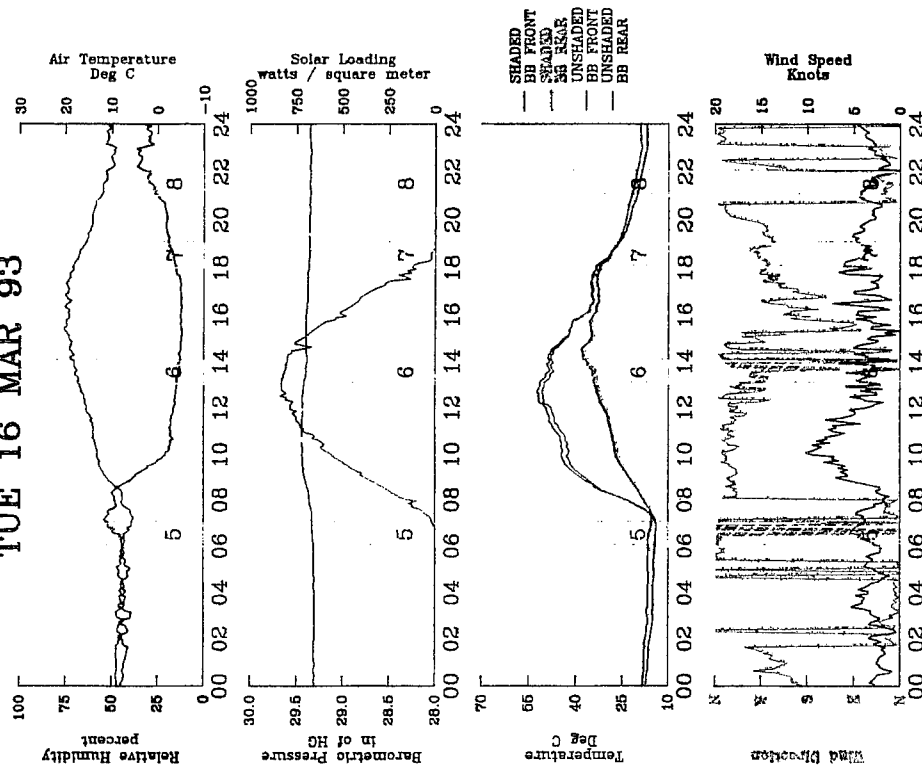 TUE 16 MAR 93
Air Temperature
Deg C
30 20 10 0 -10
100 75 50 25 0
Relative Humidity
percent
00 02 04 06 08 10 12 14 16 18 20 22 24
5 6 7 8
Solar Loading
watts / square meter
1000 750 500 250 0
30.0 29.5 29.0 28.5 28.0
Barometric Pressure
in of HG
00 02 04 06 08 10 12 14 16 18 20 22 24
5 6 7 8
SHADED
BB FRONT
SHADED
BB REAR
UNSHADED
BB FRONT
UNSHADED
BB REAR
70 55 40 25 10
Temperature
Deg C
00 02 04 06 08 10 12 14 16 18 20 22 24
5 6 7 8
Wind Speed
Knots
20 15 10 5 0
N W S E N
Wind Direction
00 02 04 06 08 10 12 14 16 18 20 22 24
5 6 8